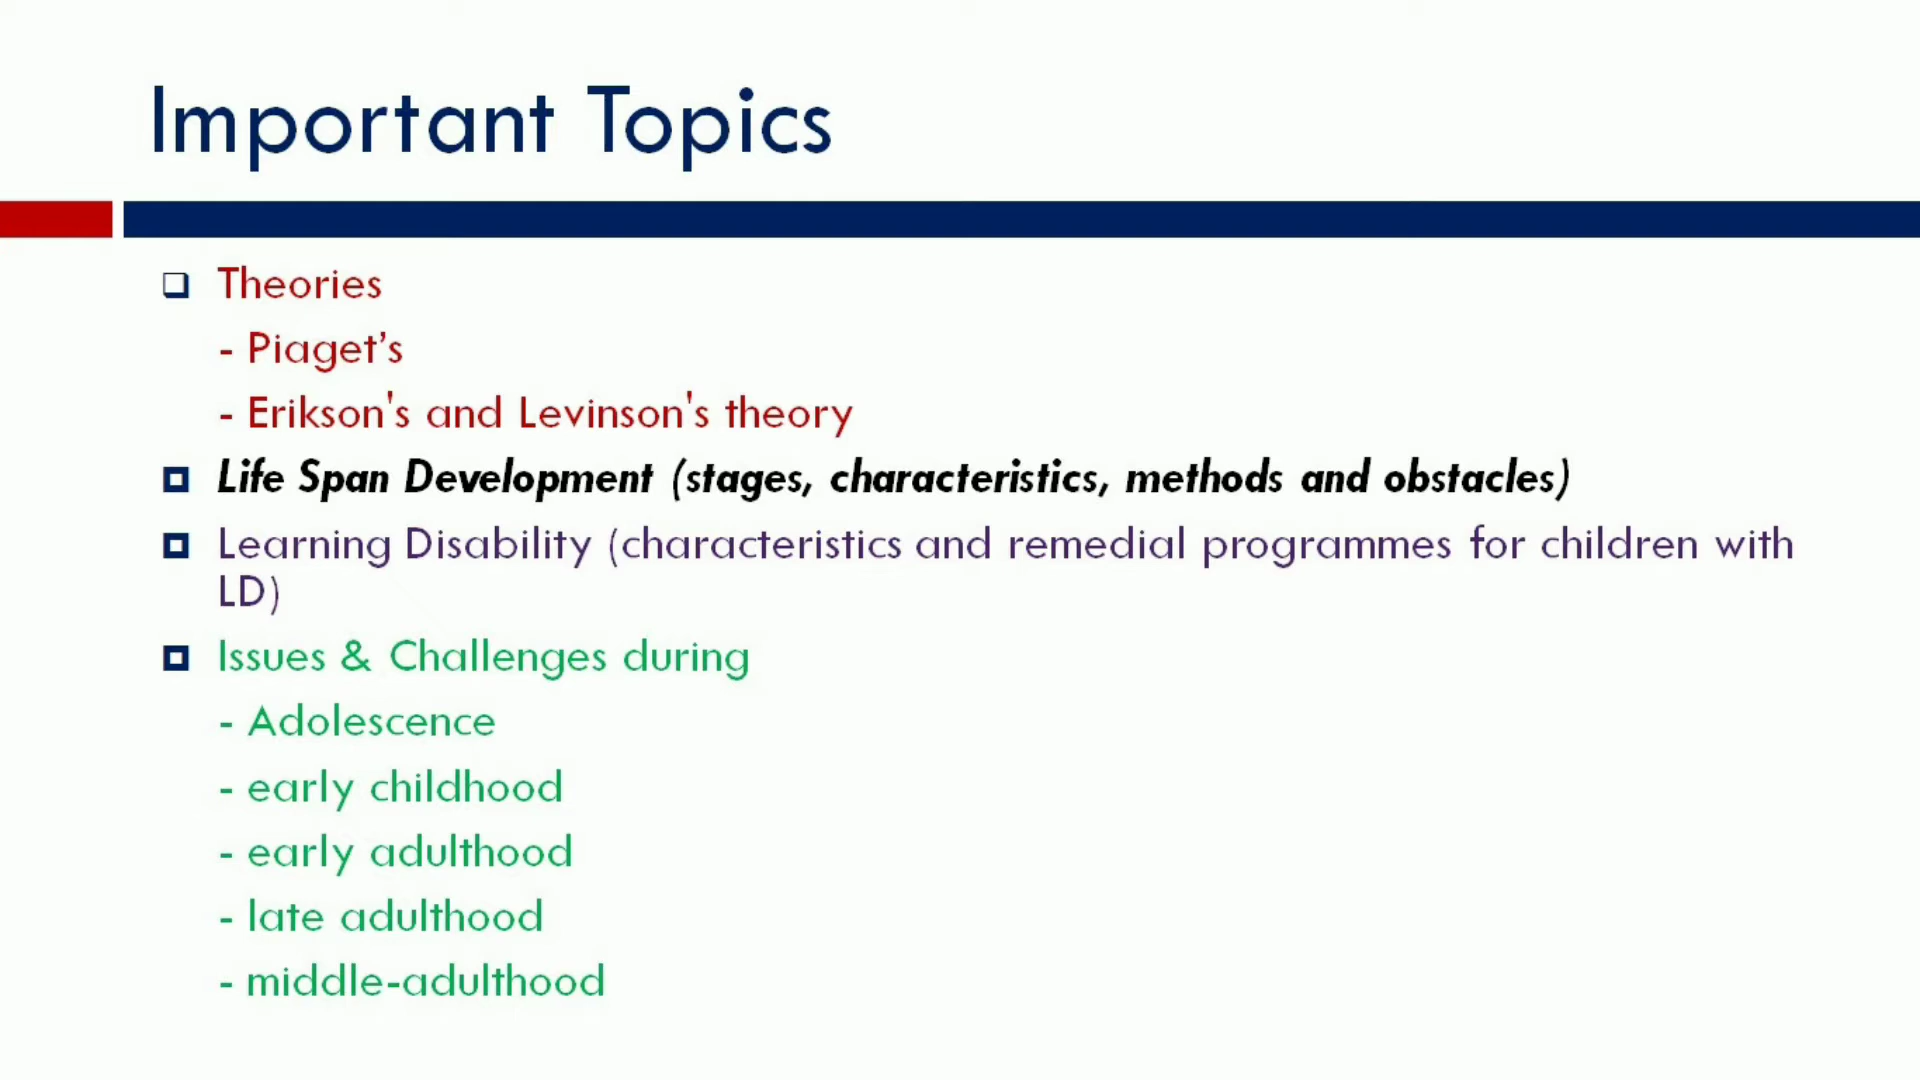 Important Topics
Theories
- Piaget’s
- Erikson's and Levinson's theory
Life Span Development (stages, characteristics, methods and obstacles)
Learning Disability (characteristics and remedial programmes for children with
LD)
Issues & Challenges during
- Adolescence
- early childhood
- early adulthood
- late adulthood
- middle-adulthood